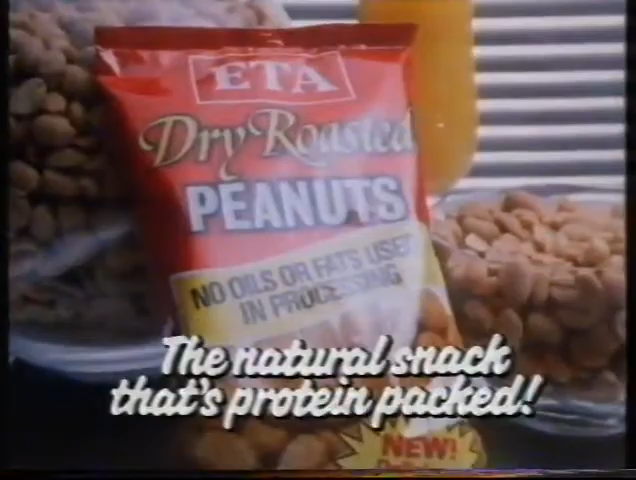 ETA
Dry Roasted
PEANUTS
NO OILS OR FATS USED
IN PROCESSING
The natural snack
that's protein packed!
NEW!